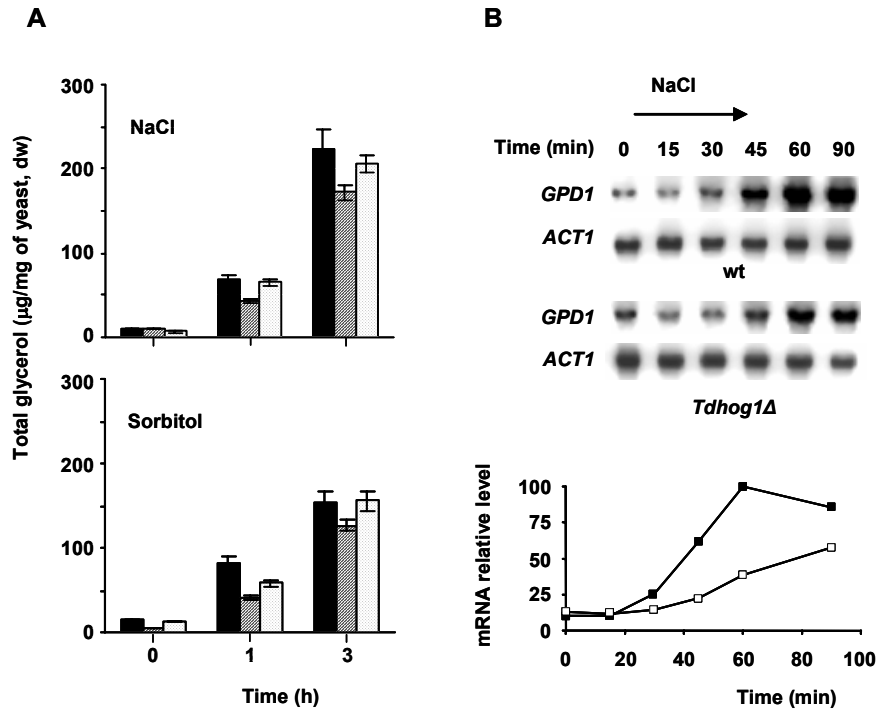 A
Total glycerol (µg/mg of yeast, dw)
NaCl
300
200
100
0
Sorbitol
300
200
100
0
0 1 3
Time (h)
B
NaCl
Time (min) 0 15 30 45 60 90
GPD1
ACT1
wt
GPD1
ACT1
Tdhog1Δ
mRNA relative level
100
75
50
25
0
0 20 40 60 80 100
Time (min)